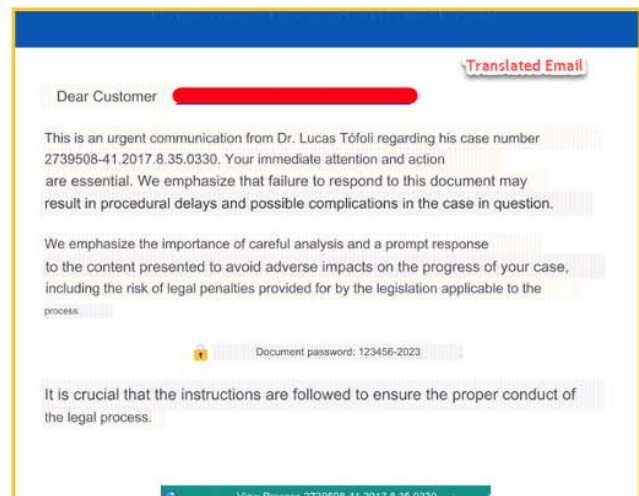 Translated Email
Dear Customer
This is an urgent communication from Dr. Lucas Tófoli regarding his case number
2739508-41.2017.8.35.0330. Your immediate attention and action
are essential. We emphasize that failure to respond to this document may
result in procedural delays and possible complications in the case in question.
We emphasize the importance of careful analysis and a prompt response
to the content presented to avoid adverse impacts on the progress of your case,
including the risk of legal penalties provided for by the legislation applicable to the
process.
Document password: 123456-2023
It is crucial that the instructions are followed to ensure the proper conduct of
the legal process.
View Process 2739508-41.2017.8.35.0330